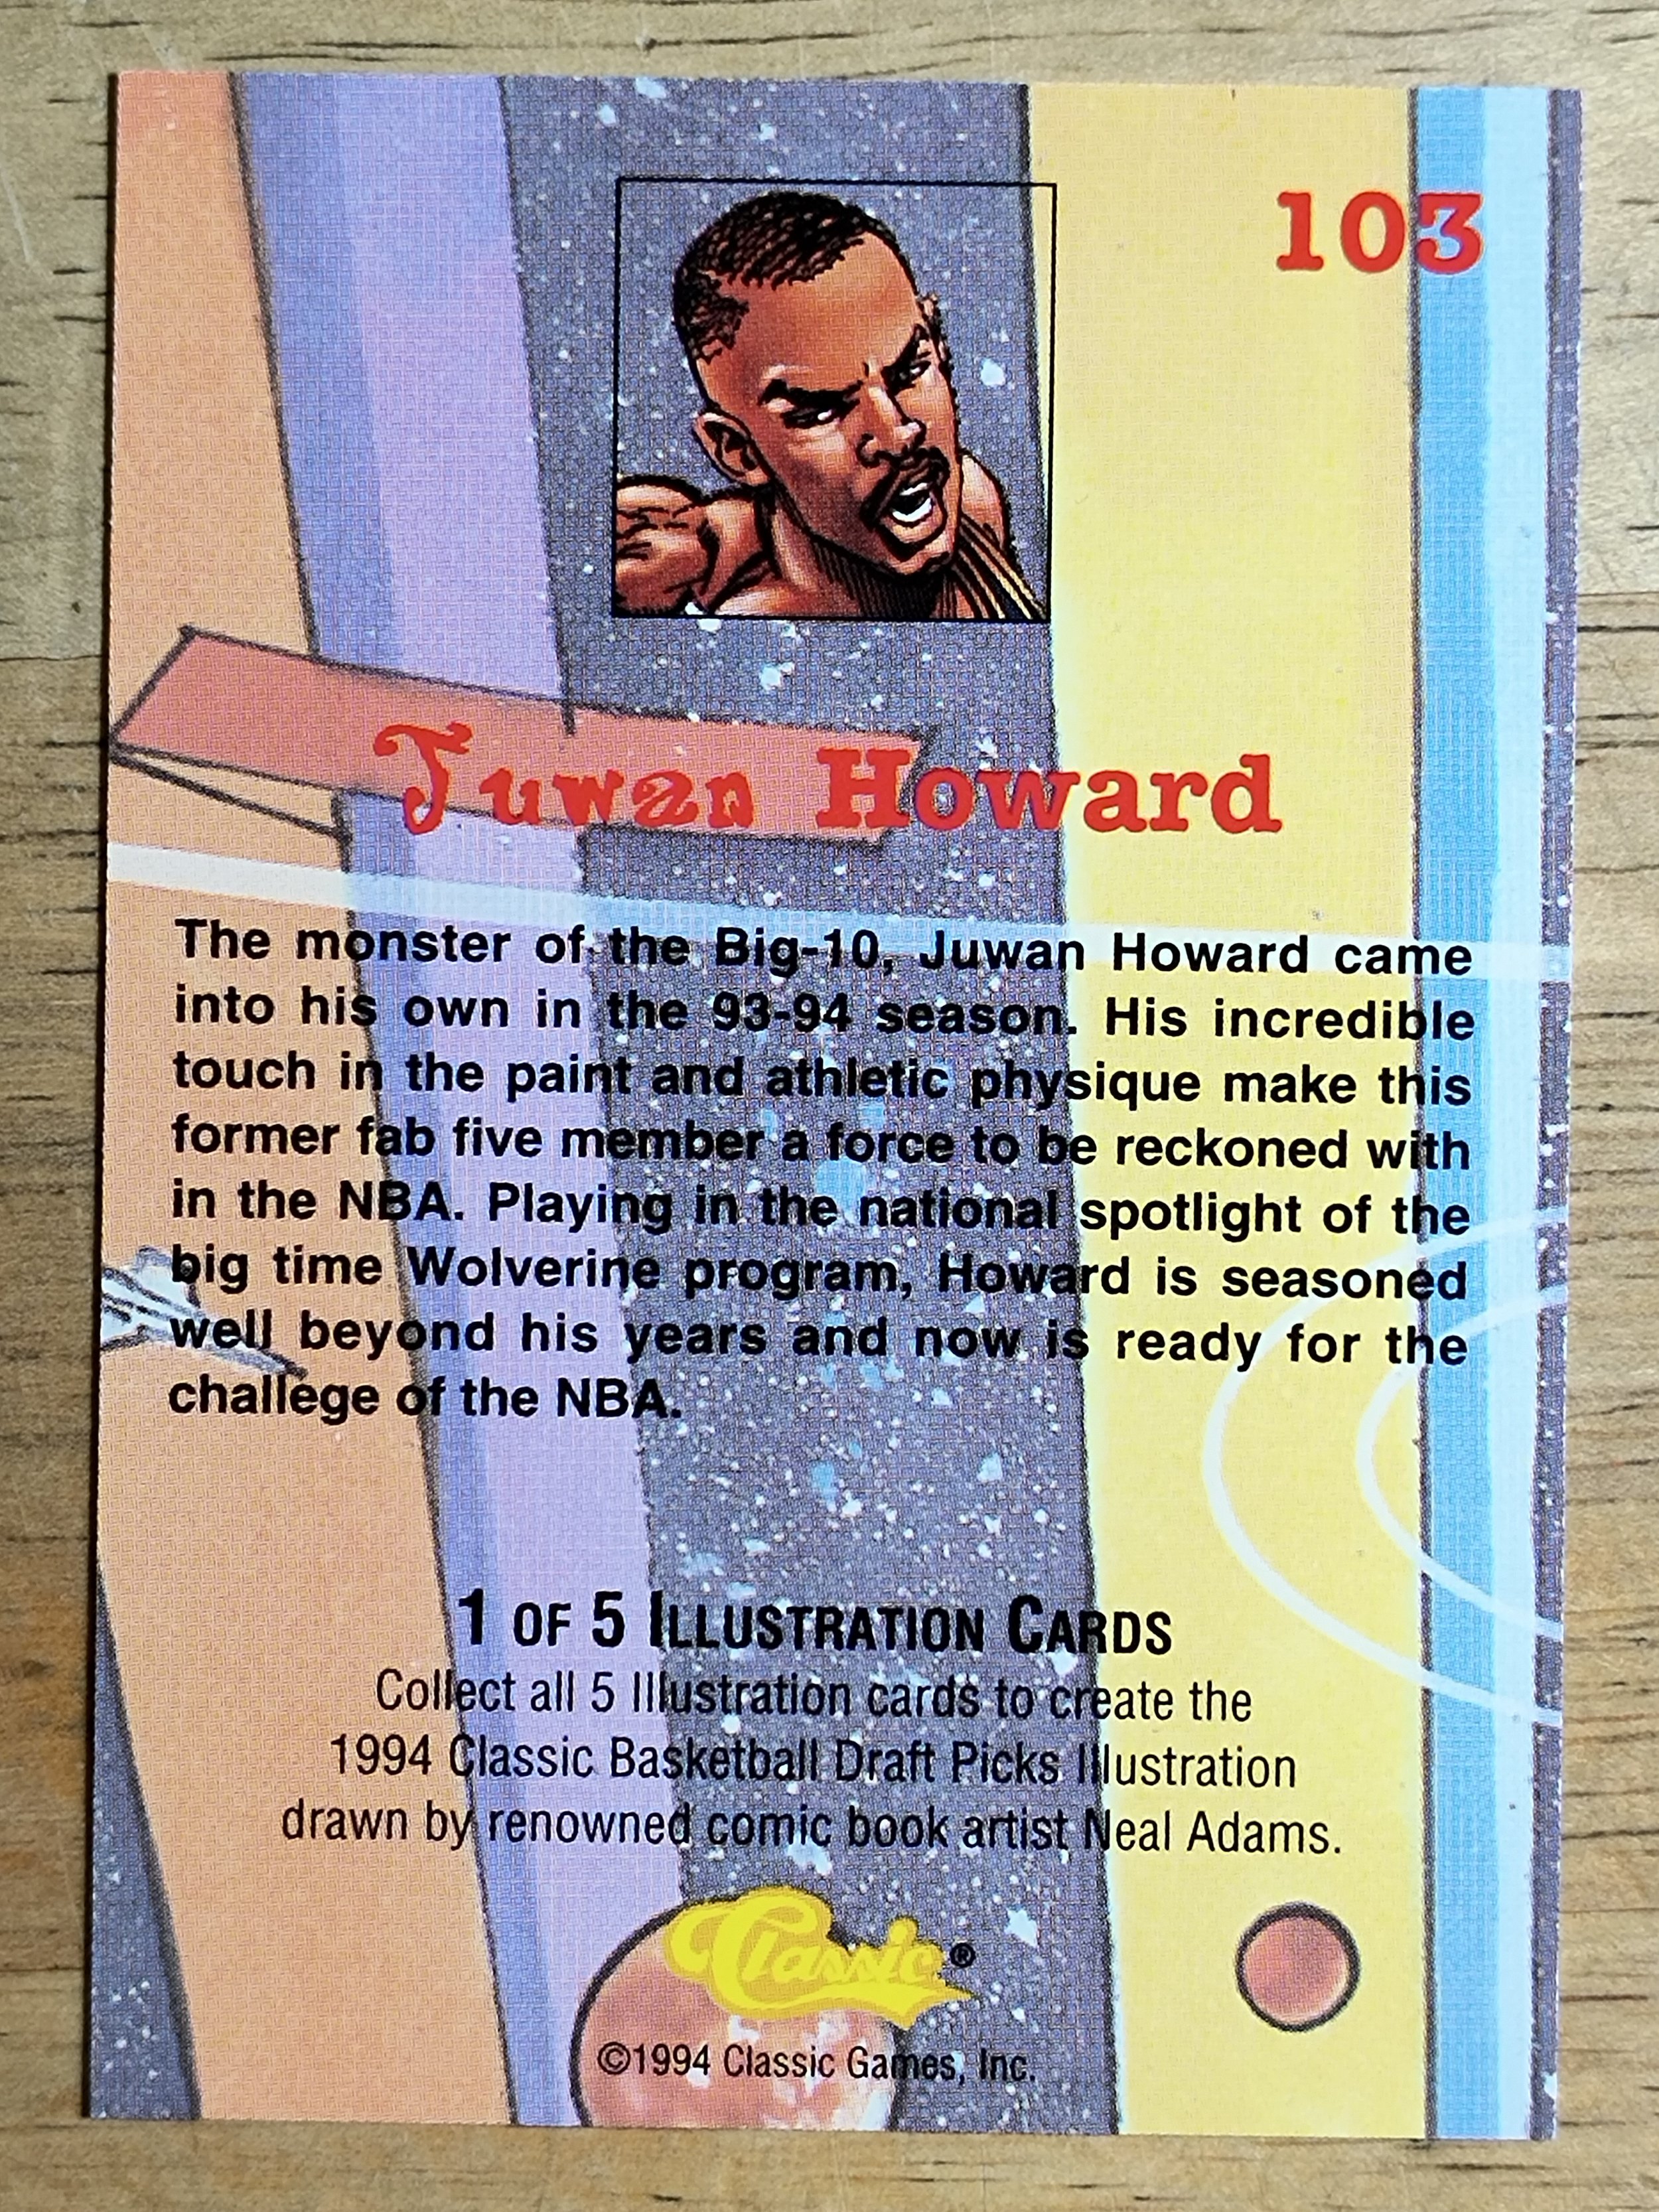 103
Juwan Howard
The monster of the Big-10, Juwan Howard came
into his own in the 93-94 season. His incredible
touch in the paint and athletic physique make this
former fab five member a force to be reckoned with
in the NBA. Playing in the national spotlight of the
big time Wolverine program, Howard is seasoned
well beyond his years and now is ready for the
challege of the NBA.
1 OF 5 ILLUSTRATION CARDS
Collect all 5 Illustration cards to create the
1994 Classic Basketball Draft Picks Illustration
drawn by renowned comic book artist Neal Adams.
Classic®
©1994 Classic Games, Inc.